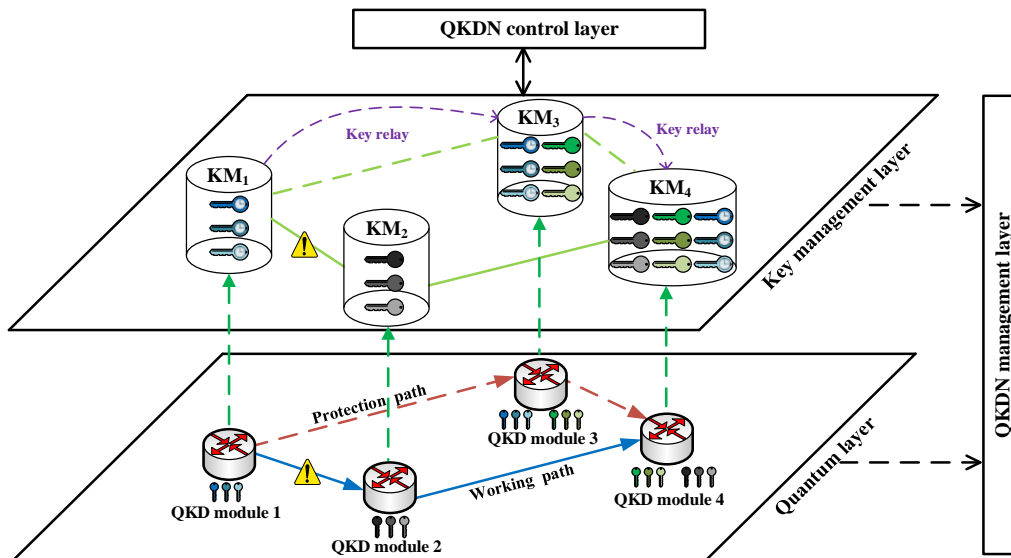 QKDN control layer
Key relay
KM3
Key relay
KM1
KM2
KM4
Key management layer
QKDN management layer
Protection path
QKD module 3
Working path
QKD module 1
QKD module 4
QKD module 2
Quantum layer